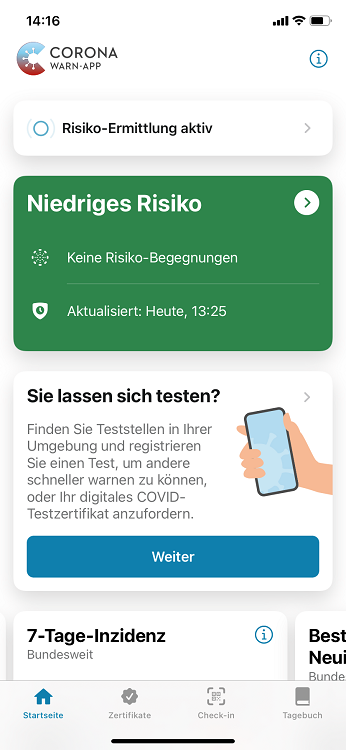 14:16
CORONA
WARN-APP
Risiko-Ermittlung aktiv
Niedriges Risiko
Keine Risiko-Begegnungen
Aktualisiert: Heute, 13:25
Sie lassen sich testen?
Finden Sie Teststellen in Ihrer
Umgebung und registrieren
Sie einen Test, um andere
schneller warnen zu können,
oder Ihr digitales COVID-
Testzertifikat anzufordern.
Weiter
7-Tage-Inzidenz
Bundesweit
Best
Neui
Bunde
Startseite
Zertifikate
Check-in
Tagebuch